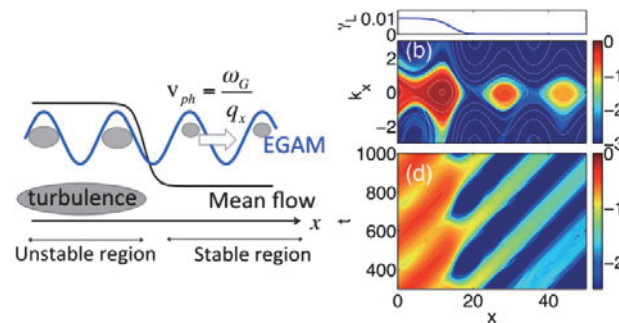 v_ph = ω_G / q_x
EGAM
turbulence
Mean flow
x
Unstable region
Stable region
γ_L
0.01
0
(b)
k_x
2
0
-2
0
-1
-2
-3
(d)
t
1000
800
600
400
0
20
40
x
0
-1
-2